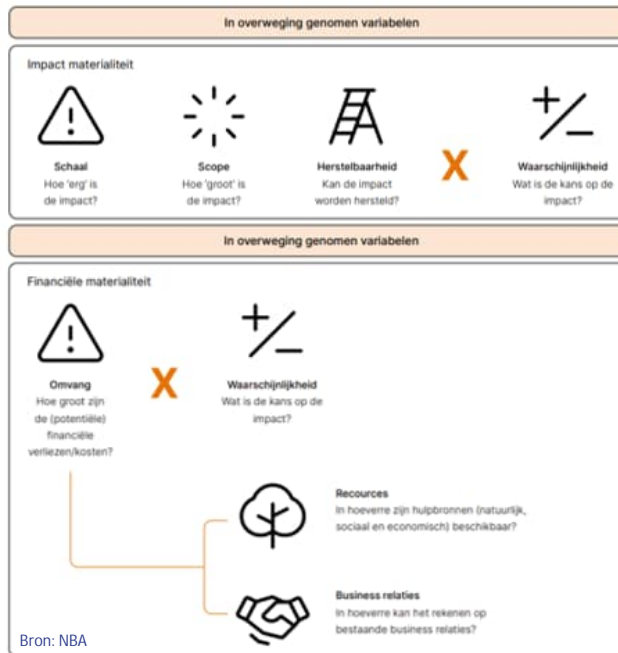 In overweging genomen variabelen
Impact materialiteit
Schaal
Hoe 'erg' is
de impact?
Scope
Hoe 'groot' is
de impact?
Herstelbaarheid
Kan de impact
worden hersteld?
X
Waarschijnlijkheid
Wat is de kans op de
impact?
In overweging genomen variabelen
Financiële materialiteit
Omvang
Hoe groot zijn
de (potentiële)
financiële
verliezen/kosten?
X
Waarschijnlijkheid
Wat is de kans op de
impact?
Recources
In hoeverre zijn hulpbronnen (natuurlijk,
sociaal en economisch) beschikbaar?
Business relaties
In hoeverre kan het rekenen op
bestaande business relaties?
Bron: NBA